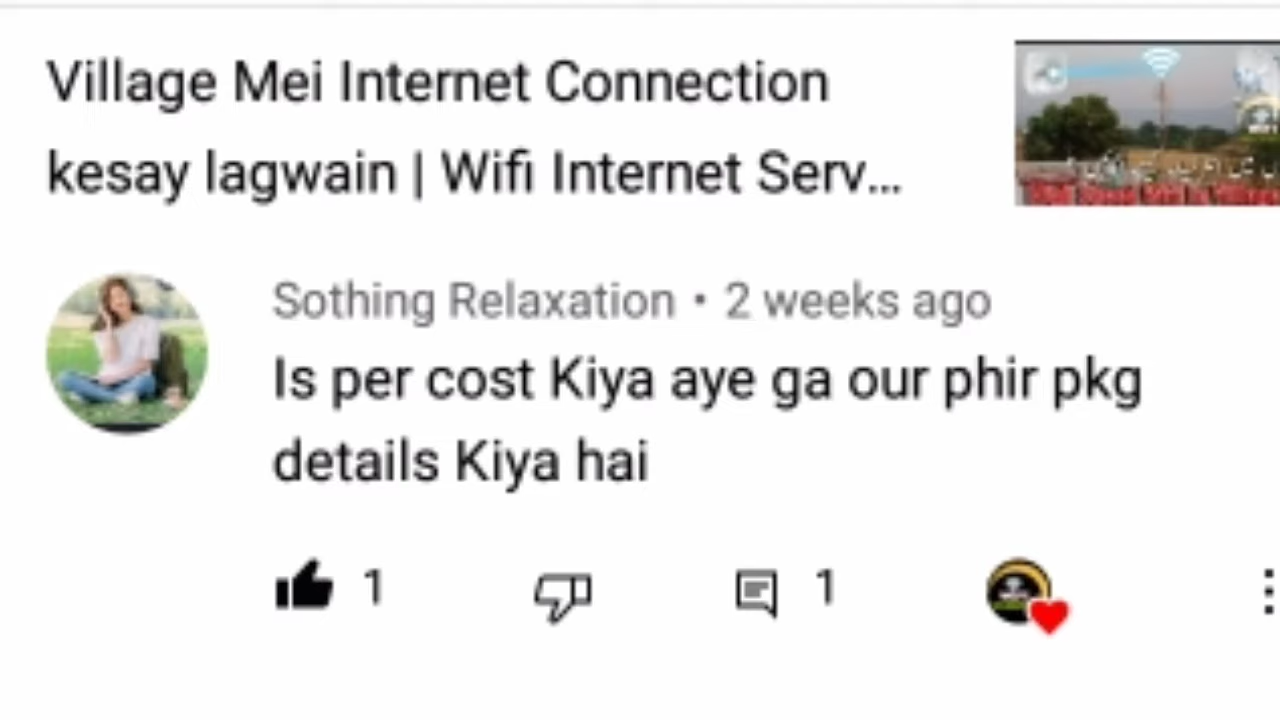 Village Mei Internet Connection
kesay lagwain | Wifi Internet Serv...
Sothing Relaxation • 2 weeks ago
Is per cost Kiya aye ga our phir pkg
details Kiya hai
1
1